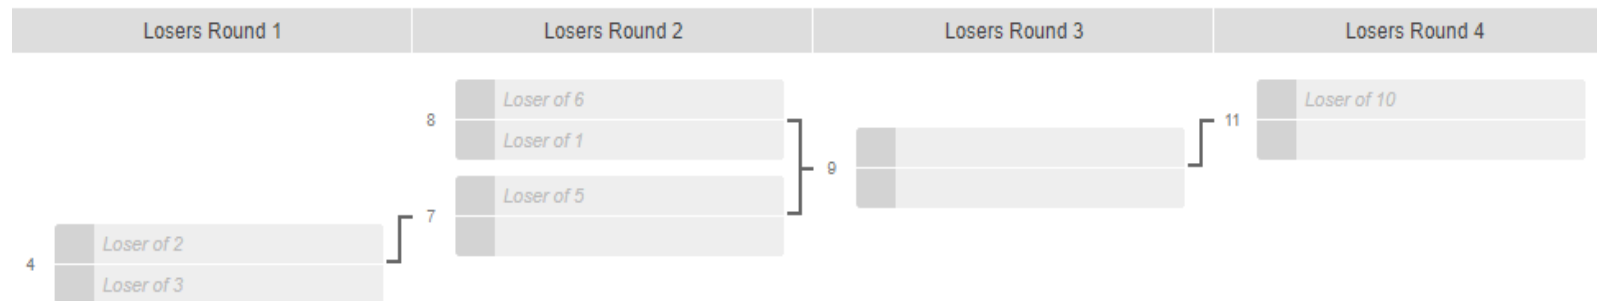 Losers Round 1
Losers Round 2
Losers Round 3
Losers Round 4
8
Loser of 6
Loser of 1
7
Loser of 5
4
Loser of 2
Loser of 3
9
11
Loser of 10